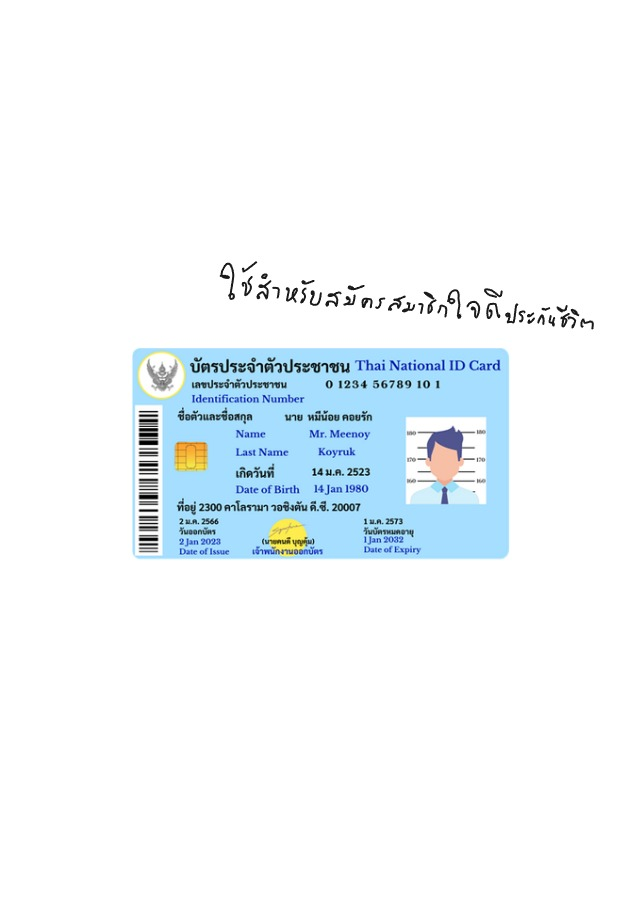 ใช้สำหรับสมัครสมาชิกใจดีประกันชีวิต
บัตรประจำตัวประชาชน Thai National ID Card
เลขประจำตัวประชาชน 0 1234 56789 10 1
Identification Number
ชื่อตัวและชื่อสกุล นาย หมีน้อย คอยรัก
Name Mr. Meenoy
Last Name Koyruk
เกิดวันที่ 14 ม.ค. 2523
Date of Birth 14 Jan 1980
ที่อยู่ 2300 คาโลรามา วอชิงตัน ดี.ซี. 20007
180 180
170 170
160 160
2 ม.ค. 2566
วันออกบัตร
2 Jan 2023
Date of Issue
(นายคนดี บุญคุ้ม)
เจ้าพนักงานออกบัตร
1 ม.ค. 2573
วันบัตรหมดอายุ
1 Jan 2032
Date of Expiry